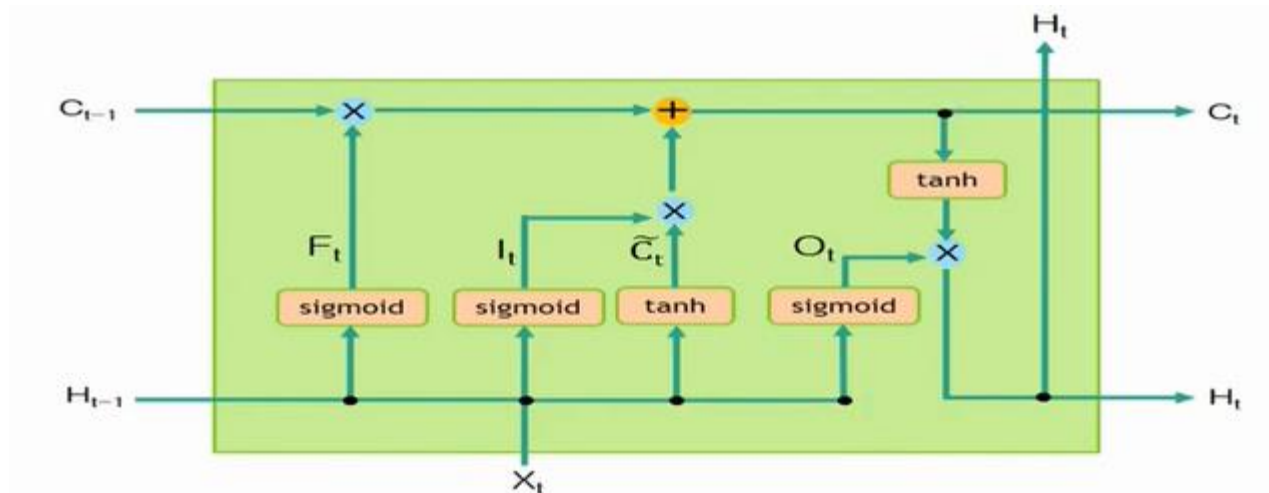 Hₜ
Cₜ₋₁ × + Cₜ
tanh
×
Fₜ Iₜ C̃ₜ Oₜ ×
sigmoid sigmoid tanh sigmoid
Hₜ₋₁ Hₜ
Xₜ